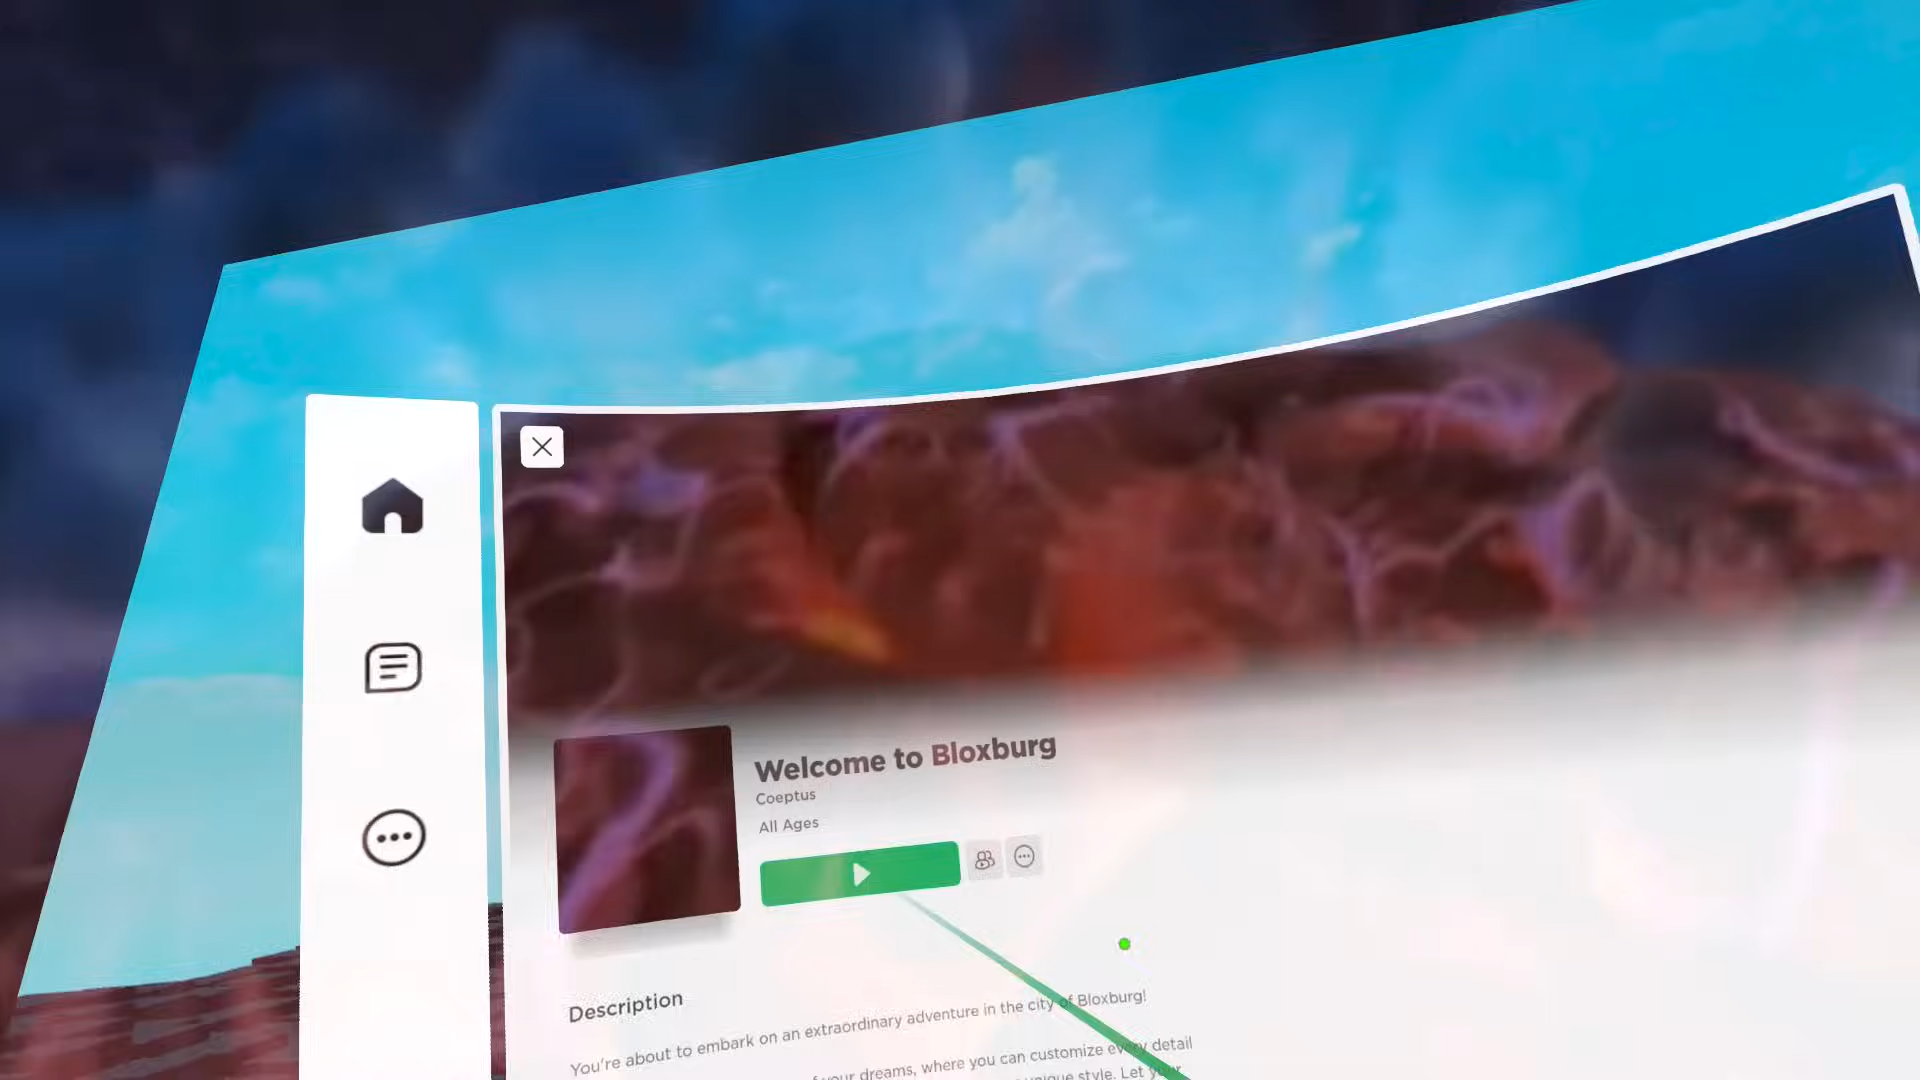 Welcome to Bloxburg
Coeptus
All Ages
Description
You're about to embark on an extraordinary adventure in the city of Bloxburg!
your dreams, where you can customize every detail
unique style. Let your